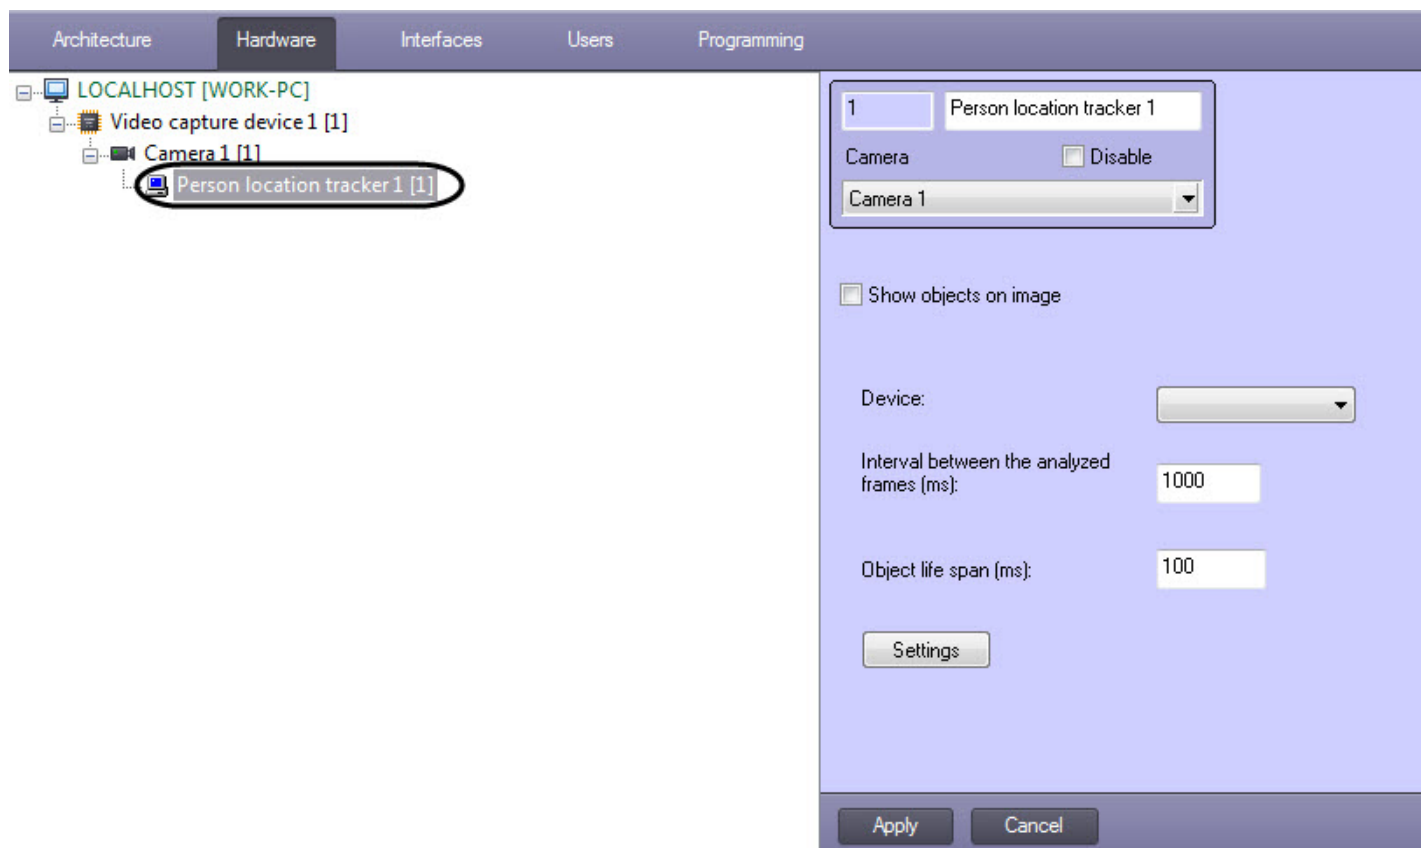 Architecture Hardware Interfaces Users Programming
LOCALHOST [WORK-PC]
Video capture device 1 [1]
Camera 1 [1]
Person location tracker 1 [1]
1 Person location tracker 1
Camera Disable
Camera 1
Show objects on image
Device:
Interval between the analyzed
frames (ms):
1000
Object life span (ms):
100
Settings
Apply Cancel